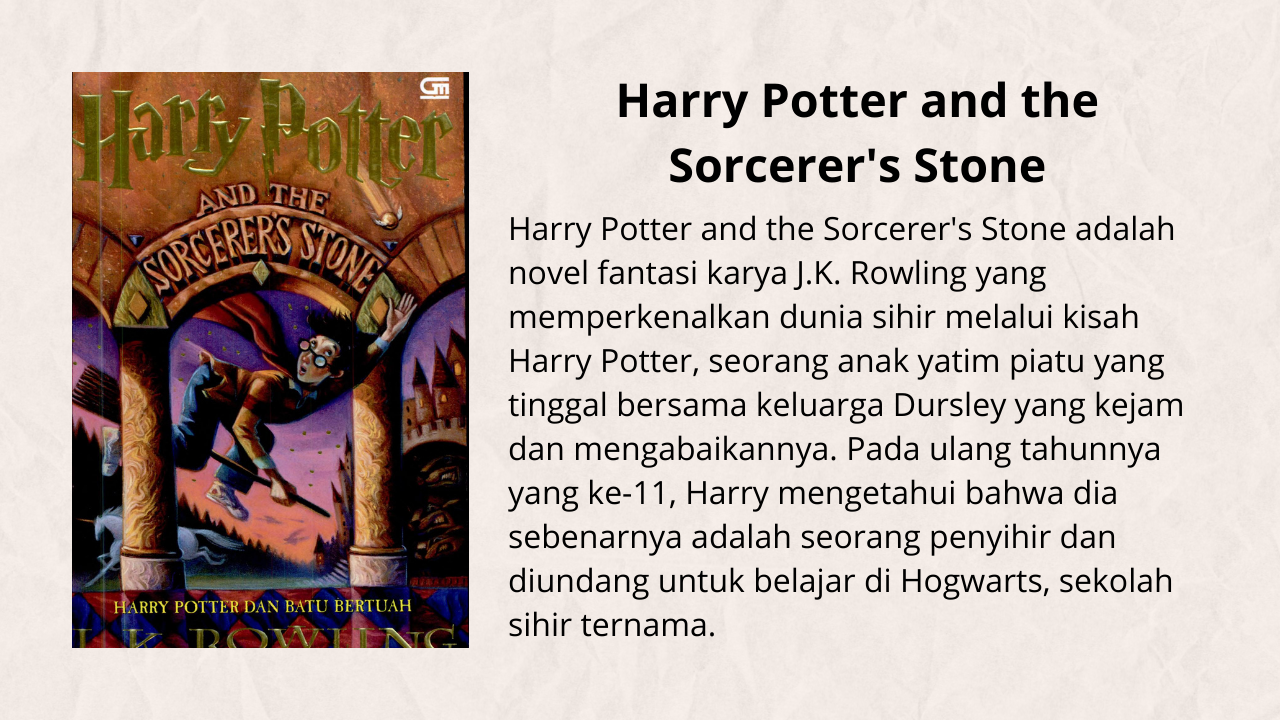 Harry Potter
AND THE
SORCERER'S STONE
HARRY POTTER DAN BATU BERTUAH
J. K. ROWLING
Harry Potter and the
Sorcerer's Stone
Harry Potter and the Sorcerer's Stone adalah
novel fantasi karya J.K. Rowling yang
memperkenalkan dunia sihir melalui kisah
Harry Potter, seorang anak yatim piatu yang
tinggal bersama keluarga Dursley yang kejam
dan mengabaikannya. Pada ulang tahunnya
yang ke-11, Harry mengetahui bahwa dia
sebenarnya adalah seorang penyihir dan
diundang untuk belajar di Hogwarts, sekolah
sihir ternama.